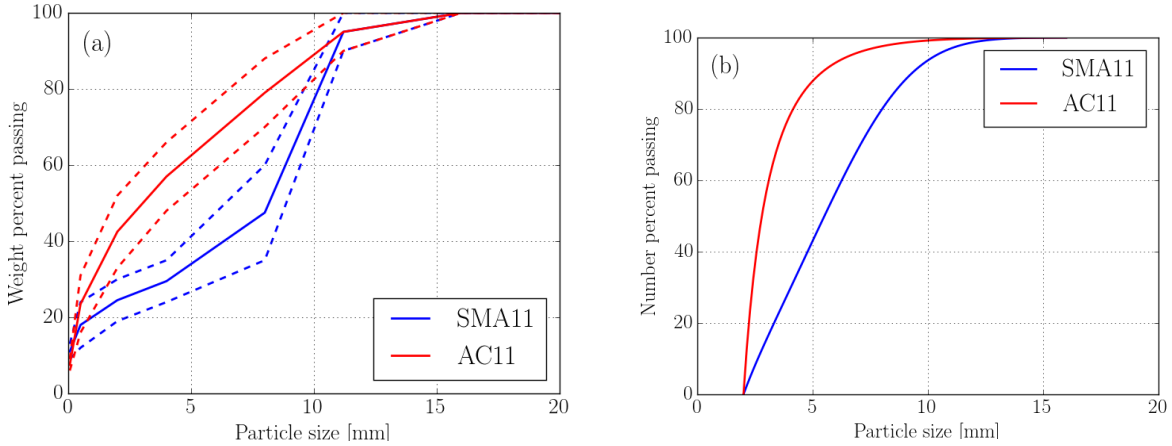 (a)
Weight percent passing
100
80
60
40
20
0
0 5 10 15 20
Particle size [mm]
SMA11
AC11
(b)
Number percent passing
100
80
60
40
20
0
0 5 10 15 20
Particle size [mm]
SMA11
AC11